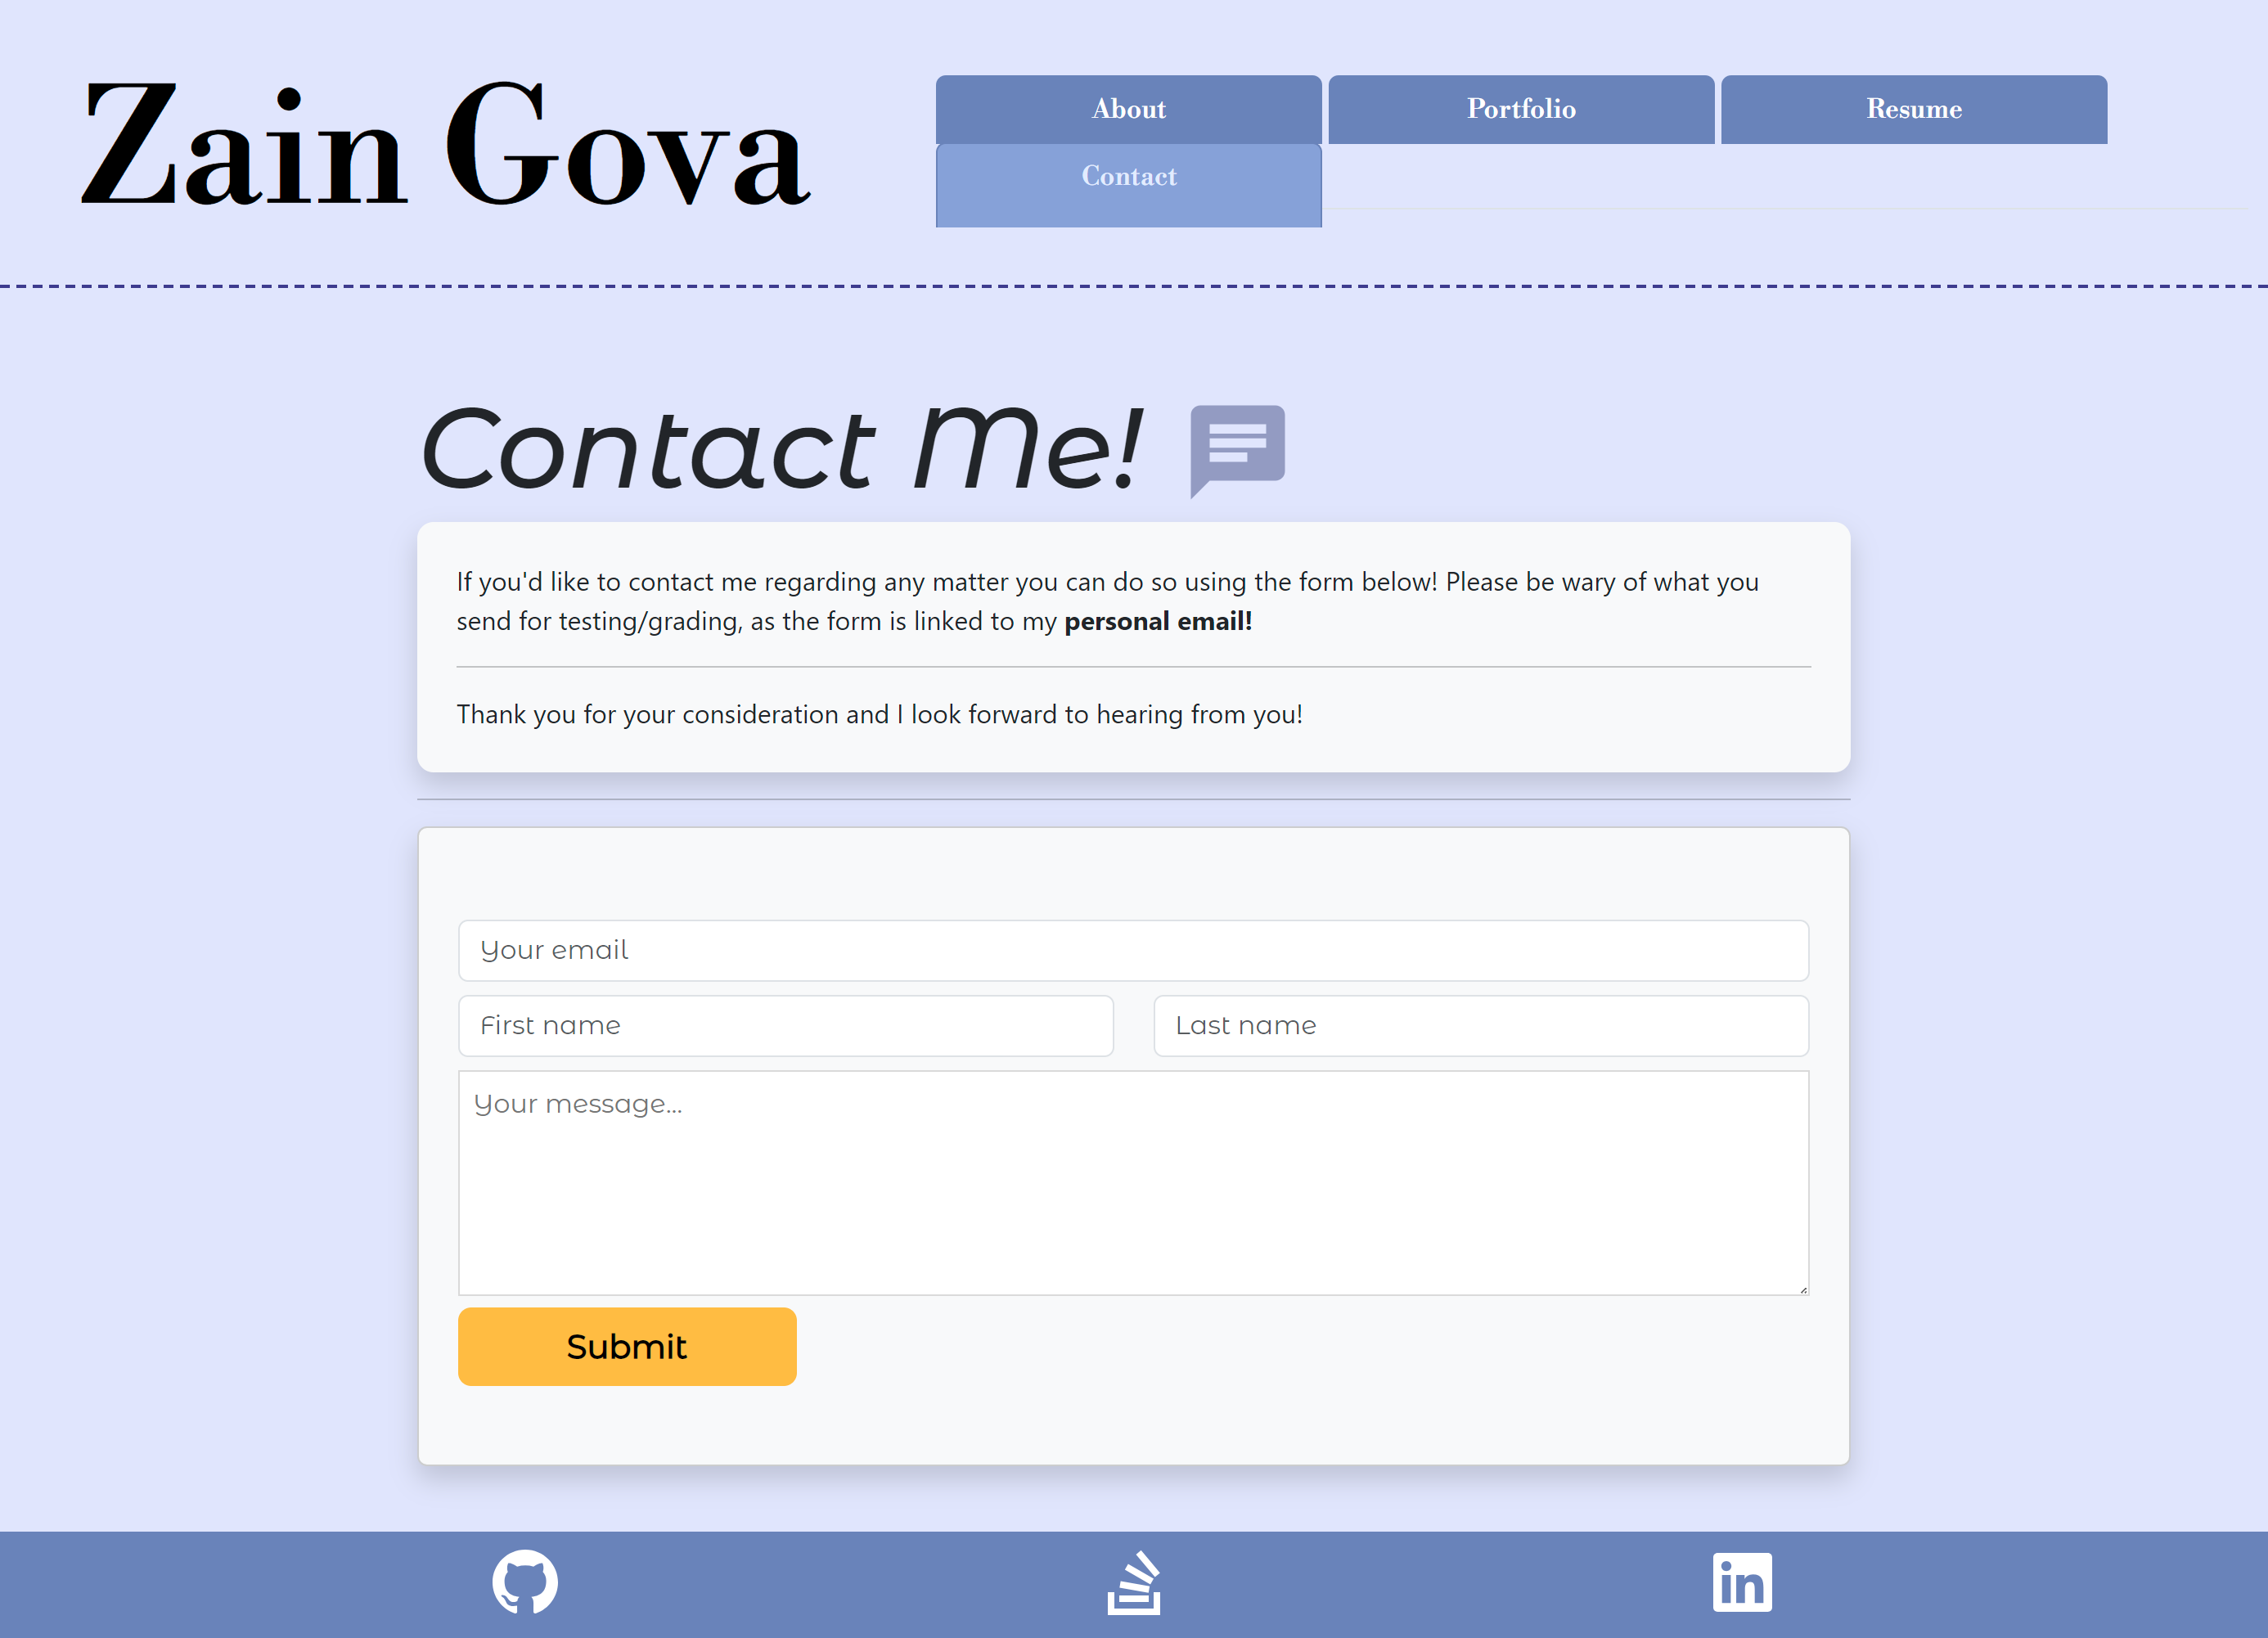 Zain Gova
About
Portfolio
Resume
Contact
Contact Me!
If you'd like to contact me regarding any matter you can do so using the form below! Please be wary of what you
send for testing/grading, as the form is linked to my personal email!
Thank you for your consideration and I look forward to hearing from you!
Your email
First name
Last name
Your message...
Submit
in